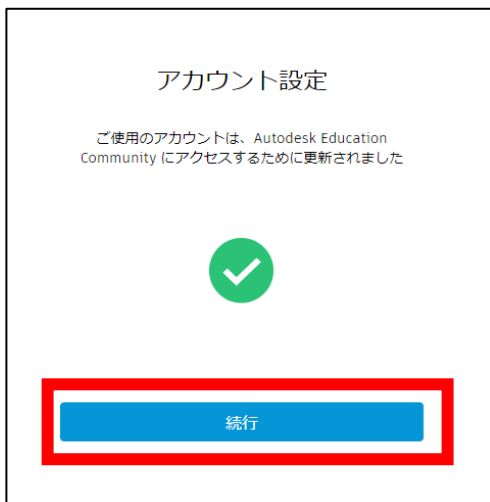 アカウント設定
ご使用のアカウントは、Autodesk Education
Community にアクセスするために更新されました
続行